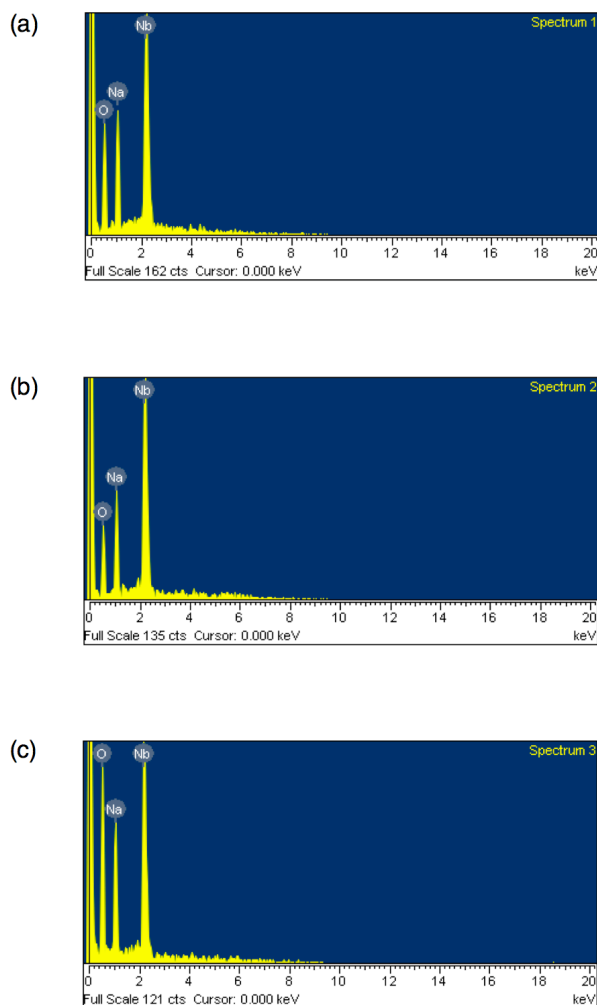 (a)
Spectrum 1
Nb
Na
O
0 2 4 6 8 10 12 14 16 18 20
Full Scale 162 cts Cursor: 0.000 keV keV
(b)
Spectrum 2
Nb
Na
O
0 2 4 6 8 10 12 14 16 18 20
Full Scale 135 cts Cursor: 0.000 keV keV
(c)
Spectrum 3
O Nb
Na
0 2 4 6 8 10 12 14 16 18 20
Full Scale 121 cts Cursor: 0.000 keV keV